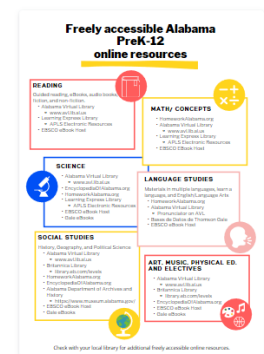 Freely accessible Alabama
PreK-12
online resources
READING
Guided reading, eBooks, audio books,
fiction, and non fiction.
- Alabama Virtual Library
- www.avl.lib.al.us
- Learning Express Library
- APLS Electronic Resources
- EBSCO eBook Host
MATH/ CONCEPTS
- HomeworkAlabama.org
- Alabama Virtual Library
- www.avl.lib.al.us
- Learning Express Library
- APLS Electronic Resources
- EBSCO eBook Host
SCIENCE
- Alabama Virtual Library
- www.avl.lib.al.us
- EncyclopediaOfAlabama.org
- HomeworkAlabama.org
- Learning Express Library
- APLS Electronic Resources
- EBSCO eBook Host
- Gale eBooks
LANGUAGE STUDIES
Materials in multiple languages, learn a
language, and English Language Arts
- HomeworkAlabama.org
- Alabama Virtual Library
- Pronunciator on AVL
- Bases de Datos de Thomson Gale
- EBSCO eBook Host
SOCIAL STUDIES
History, Geography, and Political Science
- Alabama Virtual Library
- www.avl.lib.al.us
- Britannica Library
- library.eb.com/levels
- HomeworkAlabama.org
- EncyclopediaOfAlabama.org
- Alabama Department of Archives and
History
- https://www.museum.alabama.gov/
- EBSCO eBook Host
- Gale eBooks
ART, MUSIC, PHYSICAL ED.
AND ELECTIVES
- Alabama Virtual Library
- www.avl.lib.al.us
- Britannica Library
- library.eb.com/levels
- HomeworkAlabama.org
- EncyclopediaOfAlabama.org
- EBSCO eBook Host
- Gale eBooks
Check with your local library for additional freely accessible online resources.